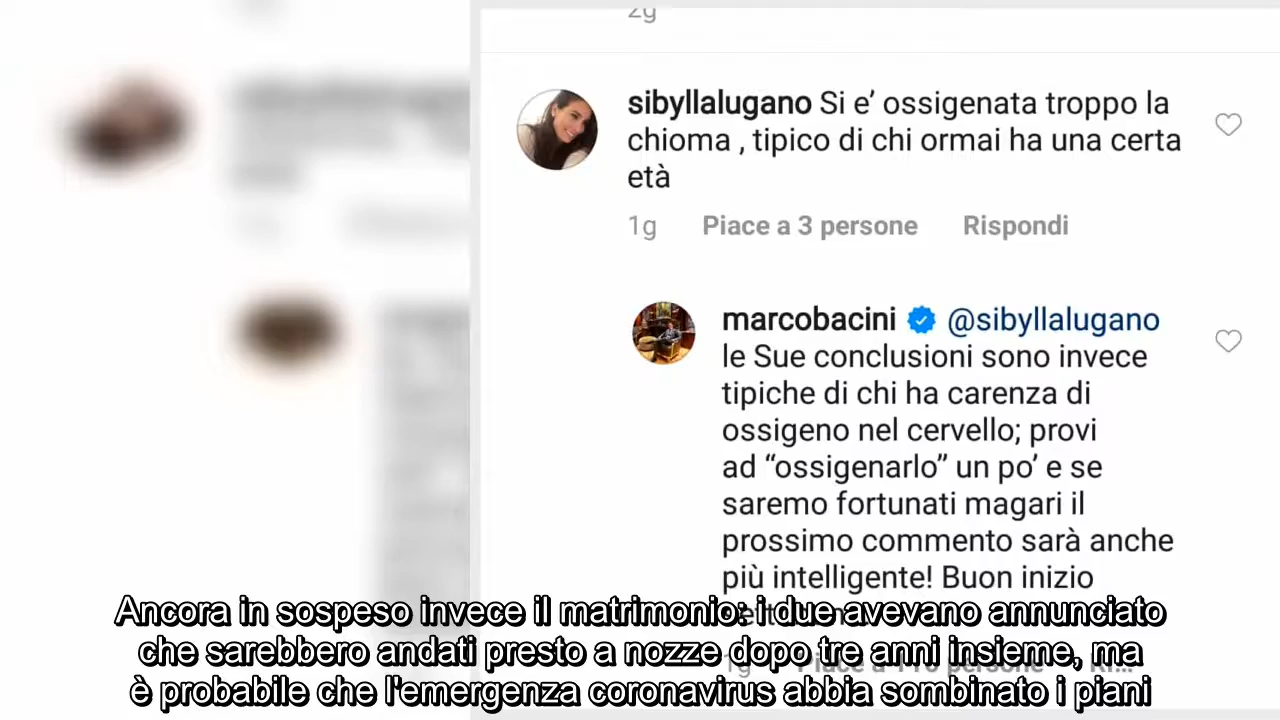 2g
sibyllalugano Si e’ ossigenata troppo la
chioma , tipico di chi ormai ha una certa
età
1g Piace a 3 persone Rispondi
marcobacini @sibyllalugano
le Sue conclusioni sono invece
tipiche di chi ha carenza di
ossigeno nel cervello; provi
ad “ossigenarlo” un po’ e se
saremo fortunati magari il
prossimo commento sarà anche
più intelligente! Buon inizio
Ancora in sospeso invece il matrimonio: i due avevano annunciato
che sarebbero andati presto a nozze dopo tre anni insieme, ma
è probabile che l'emergenza coronavirus abbia sombinato i piani